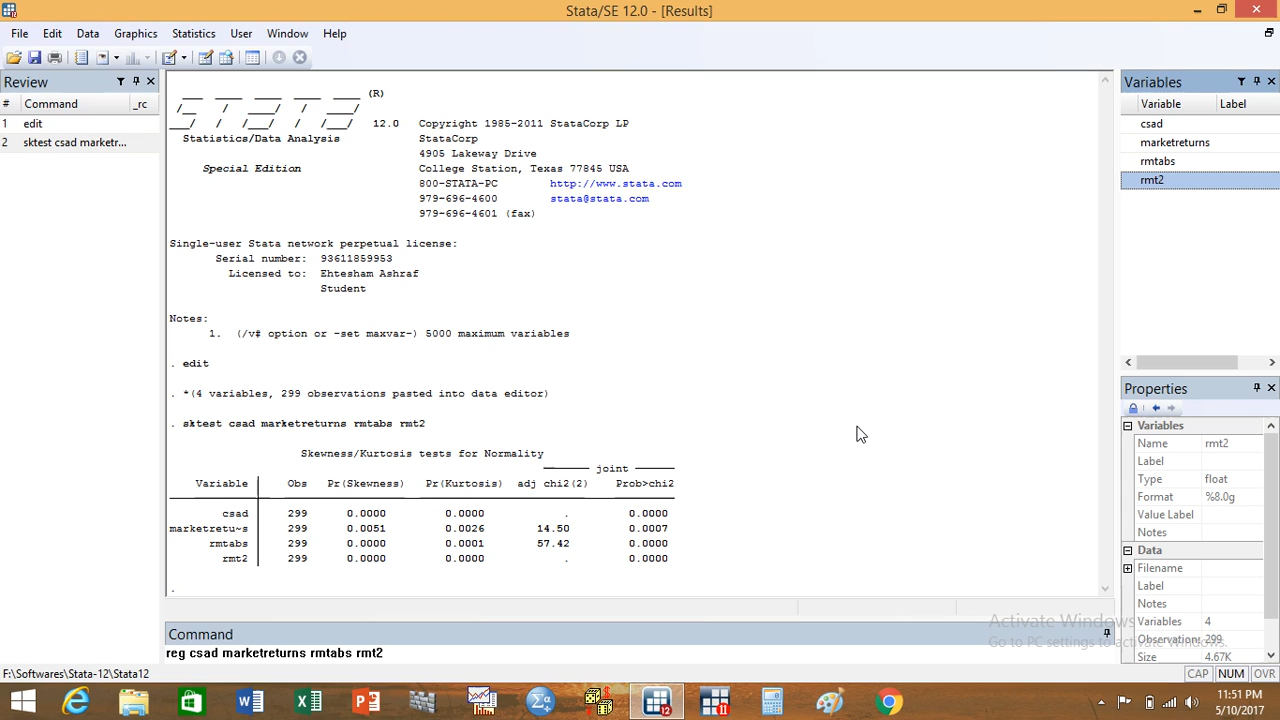 Stata/SE 12.0 - [Results]
File Edit Data Graphics Statistics User Window Help
Review
# Command _rc
1 edit
2 sktest csad marketr...
(R)
STATA
12.0 Copyright 1985-2011 StataCorp LP
Statistics/Data Analysis StataCorp
4905 Lakeway Drive
Special Edition College Station, Texas 77845 USA
800-STATA-PC http://www.stata.com
979-696-4600 stata@stata.com
979-696-4601 (fax)
Single-user Stata network perpetual license:
Serial number: 93611859953
Licensed to: Ehtesham Ashraf
Student
Notes:
1. (/v# option or -set maxvar-) 5000 maximum variables
. edit
. *(4 variables, 299 observations pasted into data editor)
. sktest csad marketreturns rmtabs rmt2
Skewness/Kurtosis tests for Normality
joint
Variable Obs Pr(Skewness) Pr(Kurtosis) adj chi2(2) Prob>chi2
csad 299 0.0000 0.0000 . 0.0000
marketretu~s 299 0.0051 0.0026 14.50 0.0007
rmtabs 299 0.0000 0.0001 57.42 0.0000
rmt2 299 0.0000 0.0000 . 0.0000
.
Command
reg csad marketreturns rmtabs rmt2
Variables
Variable Label
csad
marketreturns
rmtabs
rmt2
Properties
Variables
Name rmt2
Label
Type float
Format %8.0g
Value Label
Notes
Data
Filename
Label
Notes
Variables 4
Observation: 299
Size 4.67K
Activate Windows
Go to PC settings to activate Windows.
F:\Softwares\Stata-12\Stata12
CAP NUM OVR
11:51 PM
5/10/2017